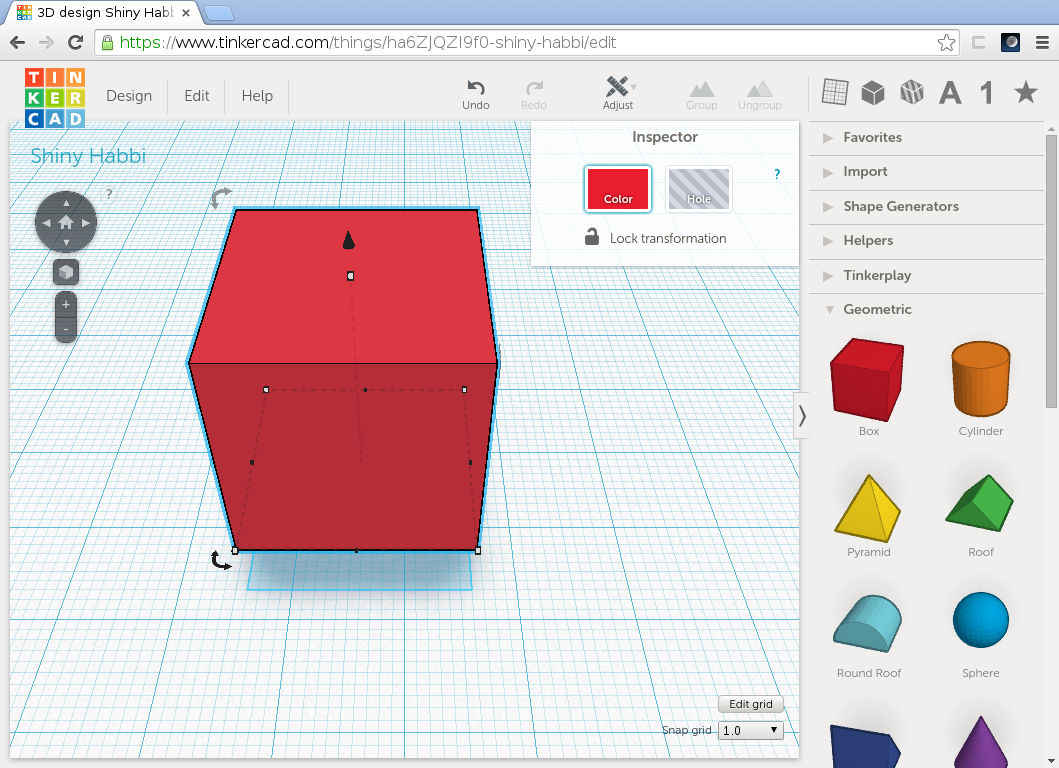 3D design Shiny Habb
https://www.tinkercad.com/things/ha6ZJQZI9f0-shiny-habbi/edit
TIN
KER
CAD
Design Edit Help Undo Redo Adjust Group Ungroup A 1
Shiny Habbi
?
+
-
Inspector
Color Hole ?
Lock transformation
Favorites
Import
Shape Generators
Helpers
Tinkerplay
Geometric
Box Cylinder
Pyramid Roof
Round Roof Sphere
Edit grid
Snap grid 1.0